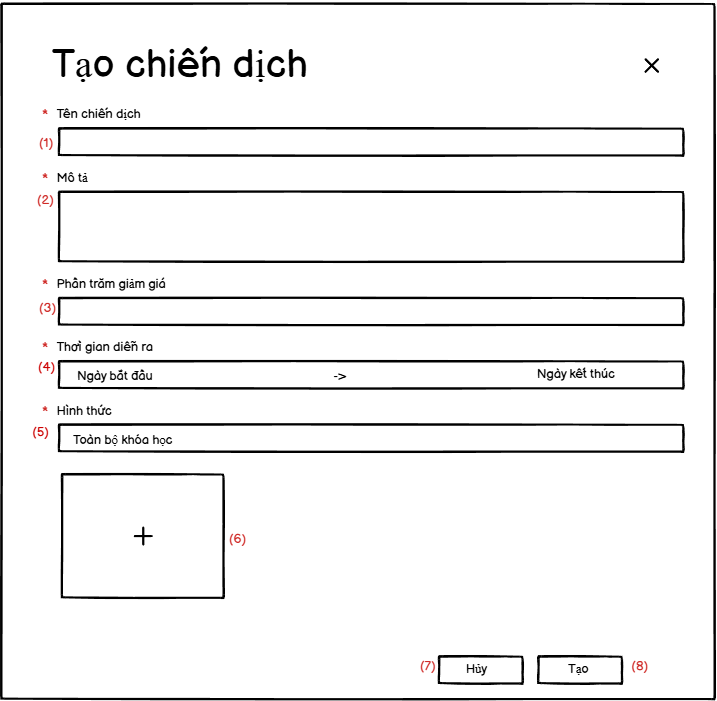 Tạo chiến dịch
* Tên chiến dịch
(1)
* Mô tả
(2)
* Phần trăm giảm giá
(3)
* Thời gian diễn ra
(4) Ngày bắt đầu -> Ngày kết thúc
* Hình thức
(5) Toàn bộ khóa học
(6)
(7) Hủy Tạo (8)